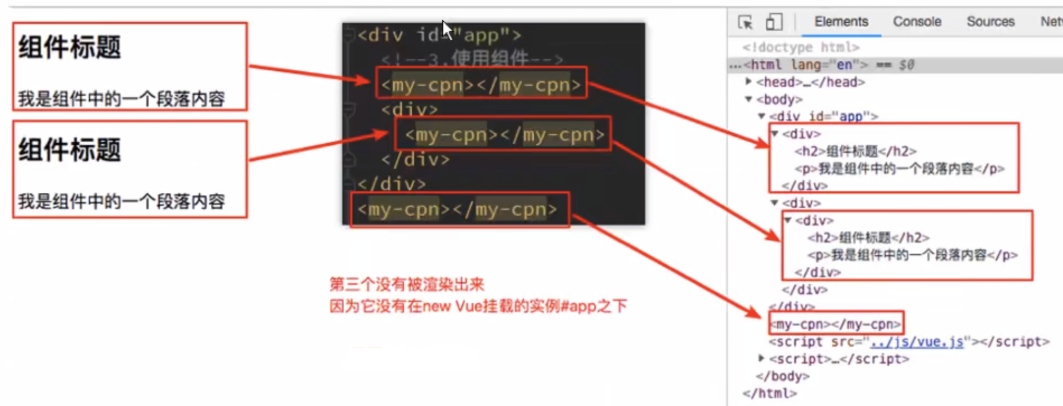 组件标题
我是组件中的一个段落内容
组件标题
我是组件中的一个段落内容
<div id="app">
<!--3.使用组件-->
<my-cpn></my-cpn>
<div>
<my-cpn></my-cpn>
</div>
</div>
<my-cpn></my-cpn>
第三个没有被渲染出来
因为它没有在new Vue挂载的实例#app之下
Elements Console Sources Net
<!doctype html>
...<html lang="en"> == $0
<head>…</head>
<body>
<div id="app">
<div>
<h2>组件标题</h2>
<p>我是组件中的一个段落内容</p>
</div>
<div>
<div>
<h2>组件标题</h2>
<p>我是组件中的一个段落内容</p>
</div>
</div>
</div>
<my-cpn></my-cpn>
<script src="../js/vue.js"></script>
<script>…</script>
</body>
</html>